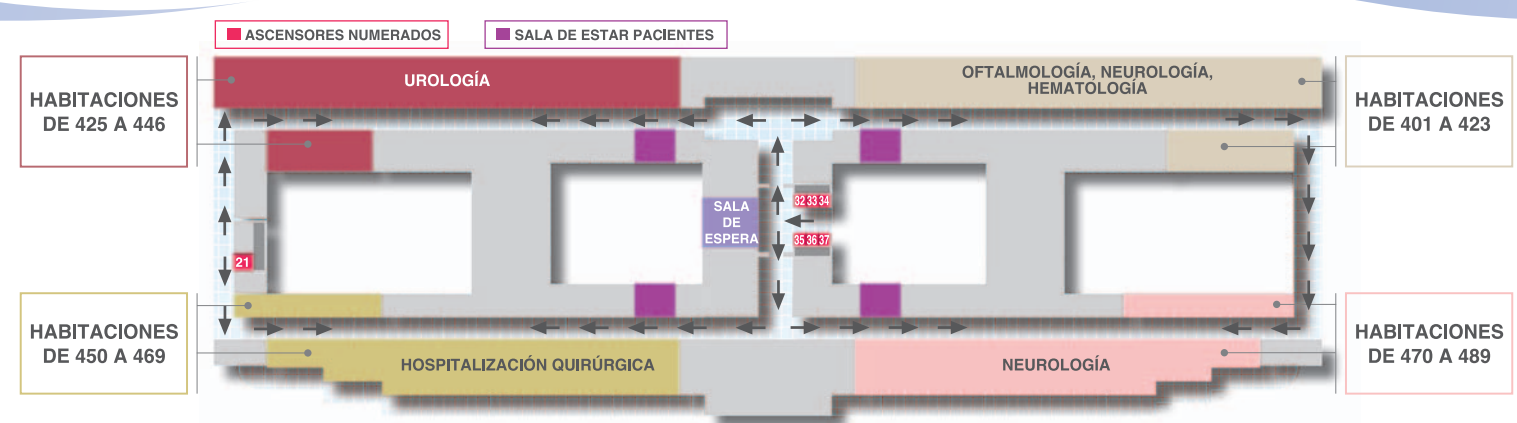 ASCENSORES NUMERADOS
SALA DE ESTAR PACIENTES
HABITACIONES
DE 425 A 446
UROLOGÍA
OFTALMOLOGÍA, NEUROLOGÍA,
HEMATOLOGÍA
HABITACIONES
DE 401 A 423
SALA
DE
ESPERA
32 33 34
35 36 37
21
HABITACIONES
DE 450 A 469
HOSPITALIZACIÓN QUIRÚRGICA
NEUROLOGÍA
HABITACIONES
DE 470 A 489